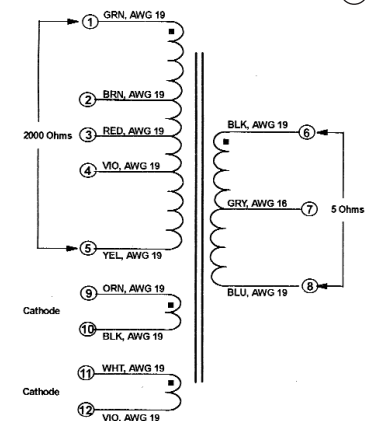 1 GRN, AWG 19
2 BRN, AWG 19
2000 Ohms
3 RED, AWG 19
4 VIO, AWG 19
5
YEL, AWG 19
BLK, AWG 19 6
GRY, AWG 16 7
5 Ohms
BLU, AWG 19 8
9 ORN, AWG 19
Cathode
10
BLK, AWG 19
11 WHT, AWG 19
Cathode
12
VIO, AWG 19